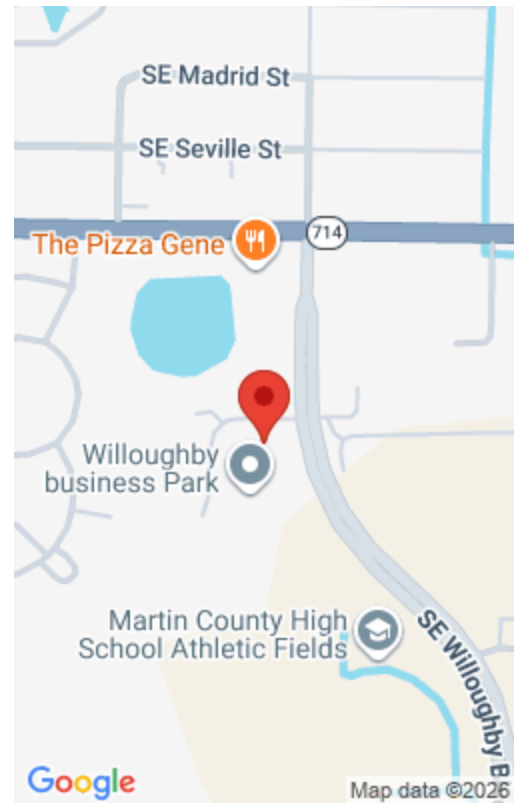 SE Madrid St
SE Seville St
The Pizza Gene
714
Willoughby
business Park
Martin County High
School Athletic Fields
SE Willoughby B
Google
Map data ©2026